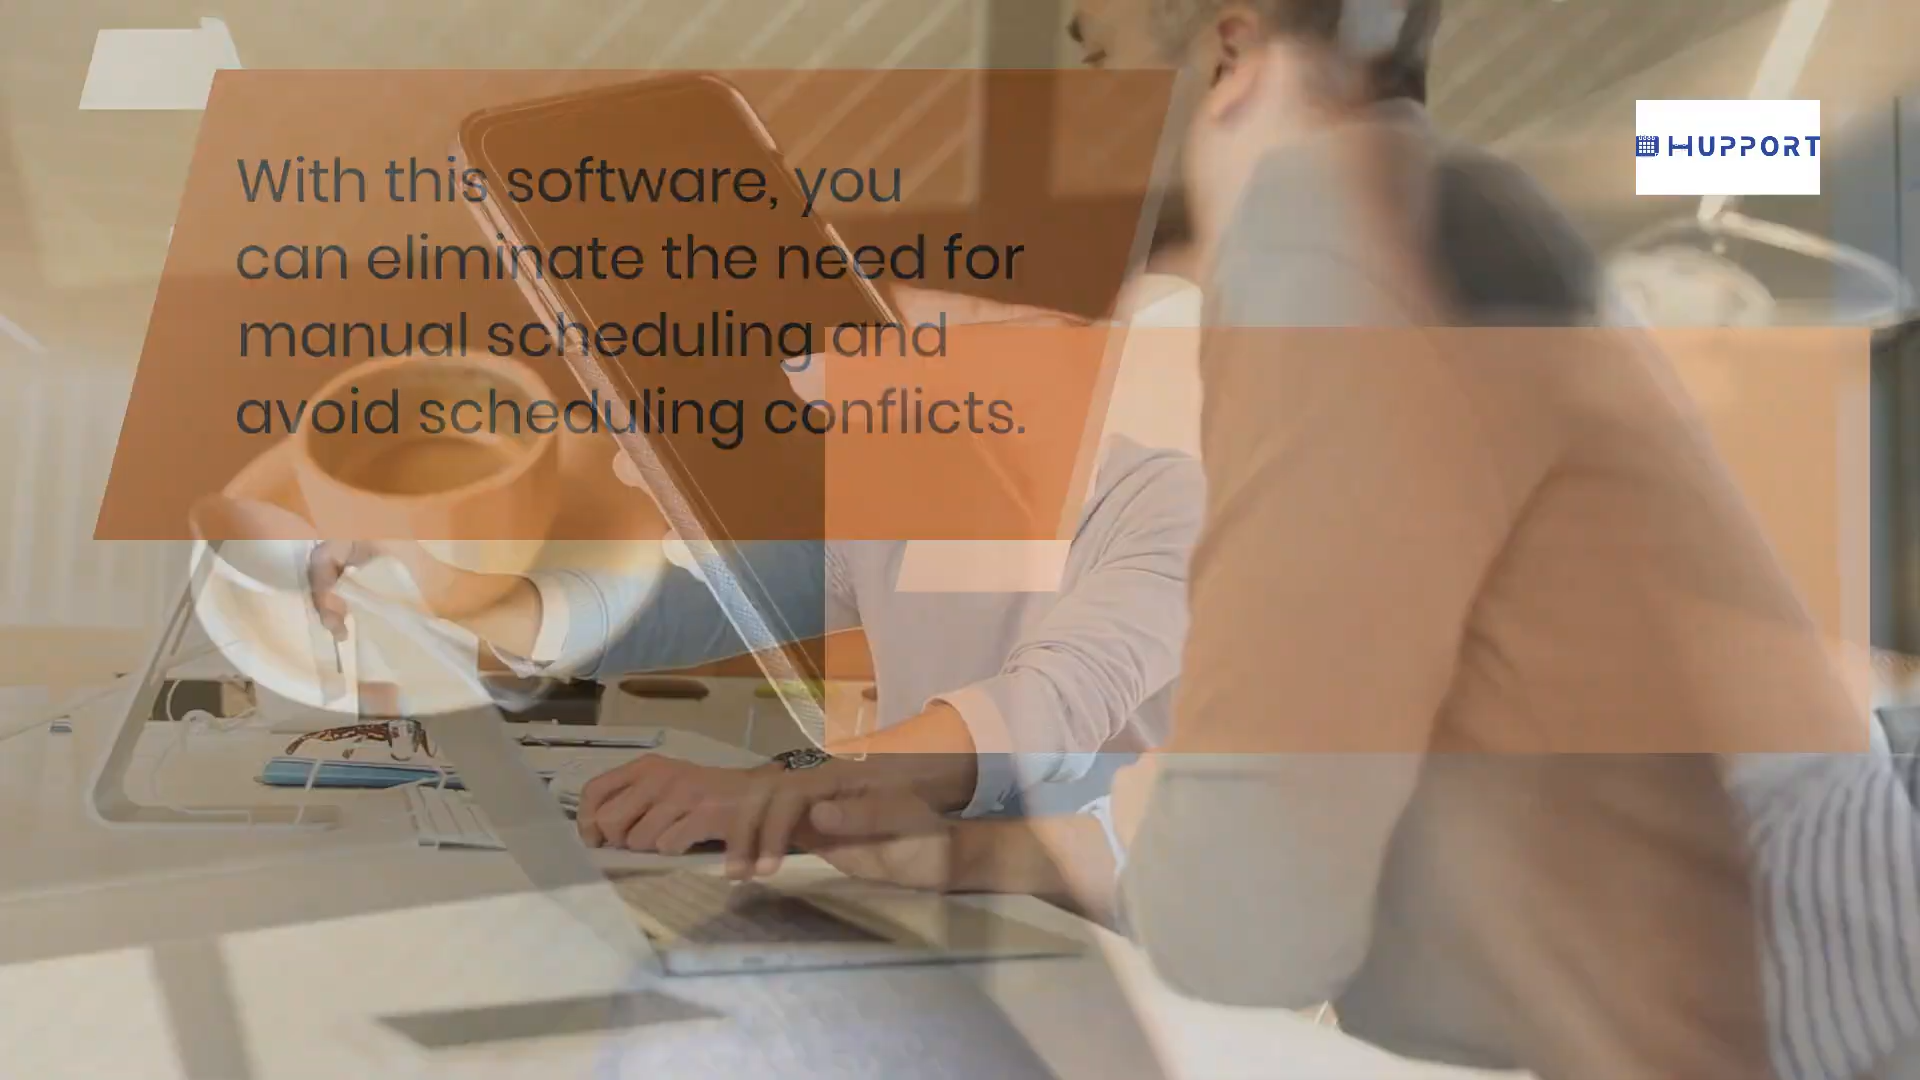 With this software, you
can eliminate the need for
manual scheduling and
avoid scheduling conflicts.
HUPPORT